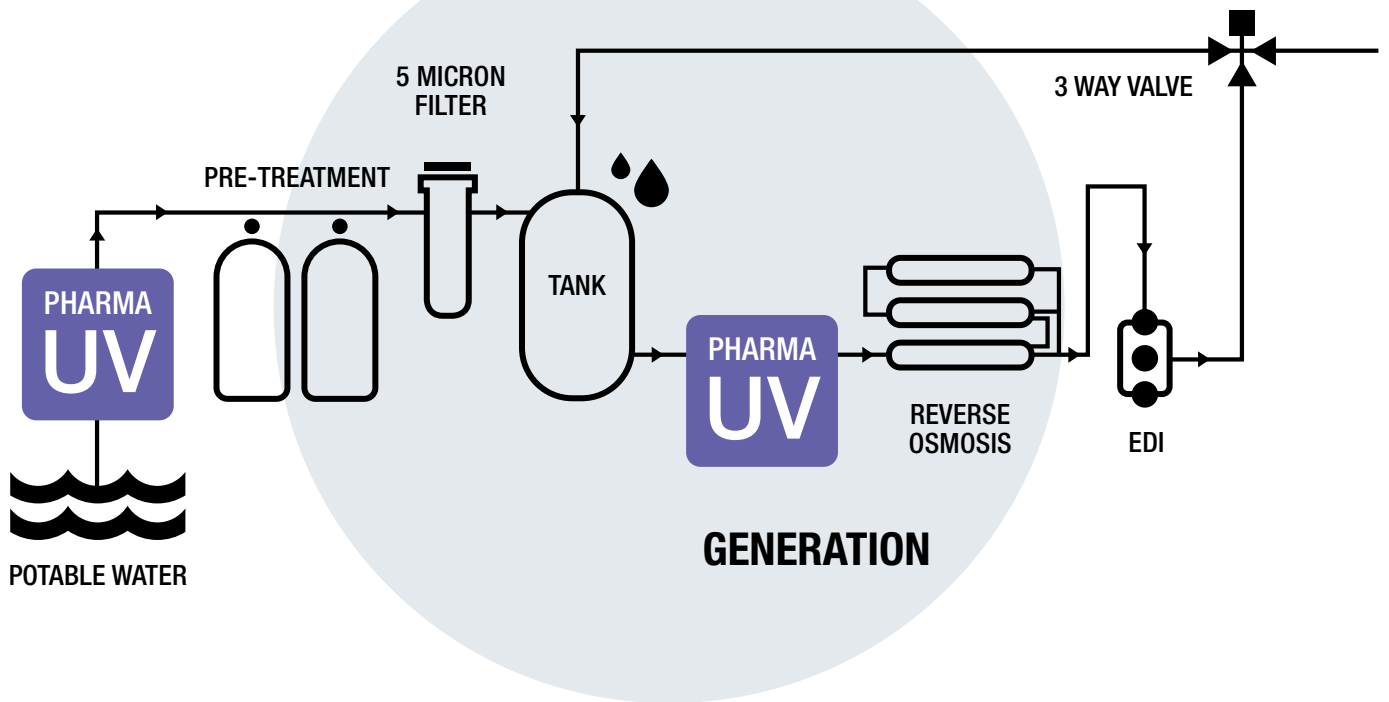 5 MICRON
FILTER
3 WAY VALVE
PRE-TREATMENT
PHARMA
UV
TANK
PHARMA
UV
REVERSE
OSMOSIS
EDI
GENERATION
POTABLE WATER